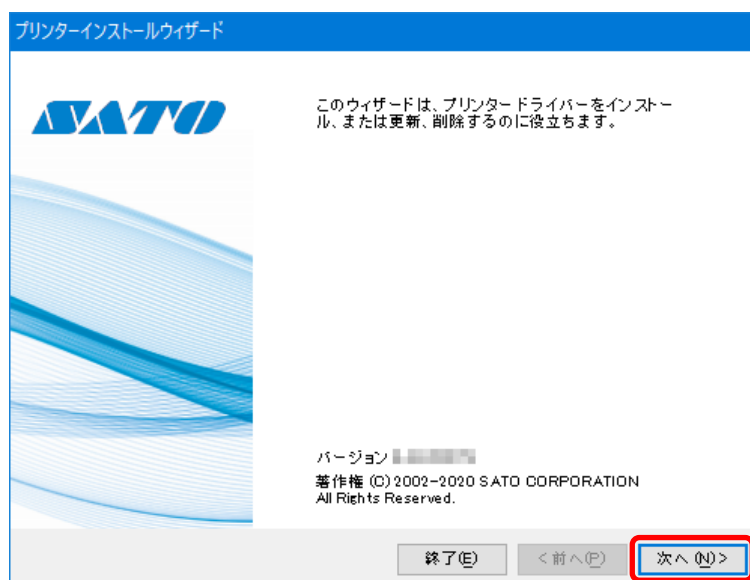 プリンターインストールウィザード
SATO
このウィザードは、プリンタードライバーをインストー
ル、または更新、削除するのに役立ちます。
バージョン
著作権 (C) 2002-2020 SATO CORPORATION
All Rights Reserved.
終了(E) <前へ(P) 次へ(N)>